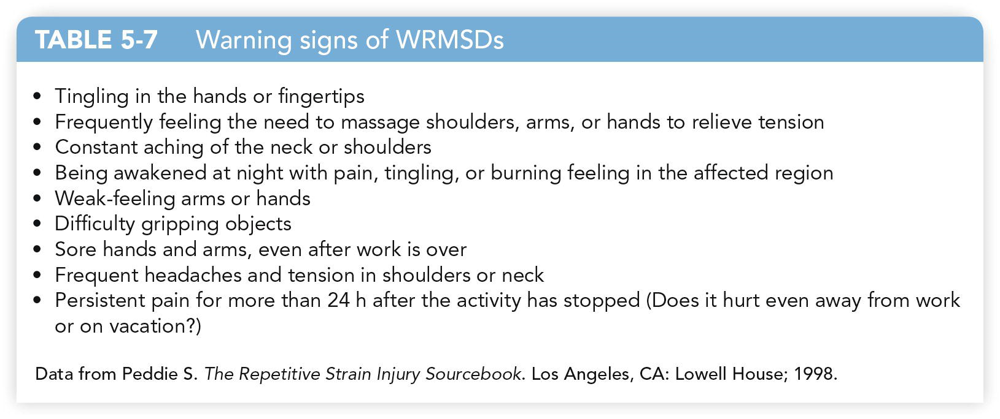 TABLE 5-7 Warning signs of WRMSDs
• Tingling in the hands or fingertips
• Frequently feeling the need to massage shoulders, arms, or hands to relieve tension
• Constant aching of the neck or shoulders
• Being awakened at night with pain, tingling, or burning feeling in the affected region
• Weak-feeling arms or hands
• Difficulty gripping objects
• Sore hands and arms, even after work is over
• Frequent headaches and tension in shoulders or neck
• Persistent pain for more than 24 h after the activity has stopped (Does it hurt even away from work
or on vacation?)
Data from Peddie S. The Repetitive Strain Injury Sourcebook. Los Angeles, CA: Lowell House; 1998.